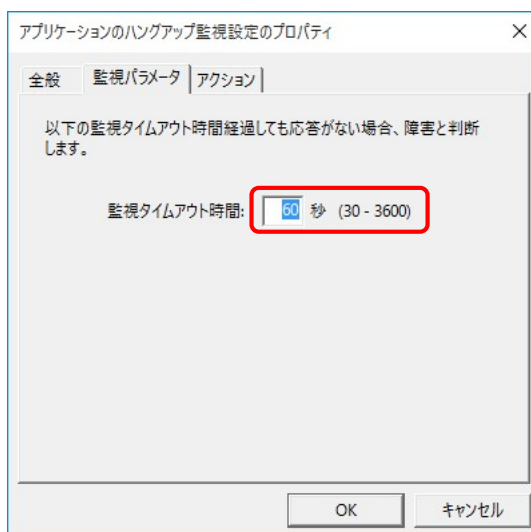 アプリケーションのハングアップ監視設定のプロパティ
全般 監視パラメータ アクション
以下の監視タイムアウト時間経過しても応答がない場合、障害と判断
します。
監視タイムアウト時間: 60 秒 (30 - 3600)
OK キャンセル